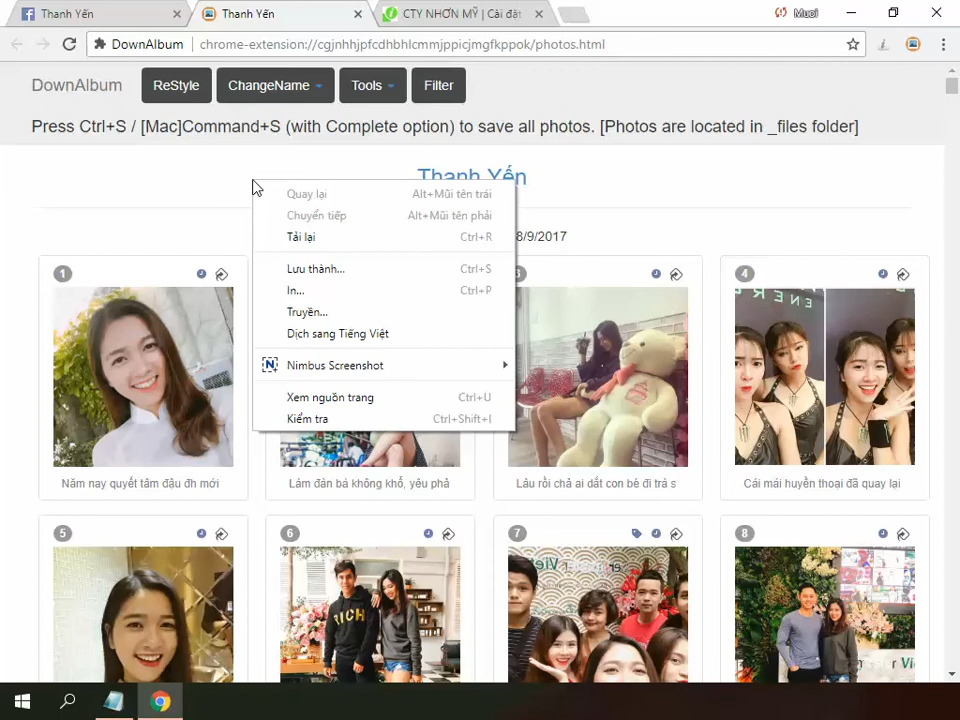 Thanh Yến
Thanh Yến
CTY NHƠN MỸ | Cài đặt
Muoi
DownAlbum
chrome-extension://cgjnhhjpfcdhbhlcmmjppicjmgfkppok/photos.html
DownAlbum
ReStyle
ChangeName
Tools
Filter
Press Ctrl+S / [Mac]Command+S (with Complete option) to save all photos. [Photos are located in _files folder]
Thanh Yến
8/9/2017
Quay lại Alt+Mũi tên trái
Chuyển tiếp Alt+Mũi tên phải
Tải lại Ctrl+R
Lưu thành... Ctrl+S
In... Ctrl+P
Truyền...
Dịch sang Tiếng Việt
Nimbus Screenshot
Xem nguồn trang Ctrl+U
Kiểm tra Ctrl+Shift+I
1
3
4
ENER
Năm nay quyết tâm đậu đh mới
Làm đàn bà không khổ, yêu phả
Lâu rồi chả ai dắt con bé đi trà s
Cái mái huyền thoại đã quay lại
5
6
7
8
RICH